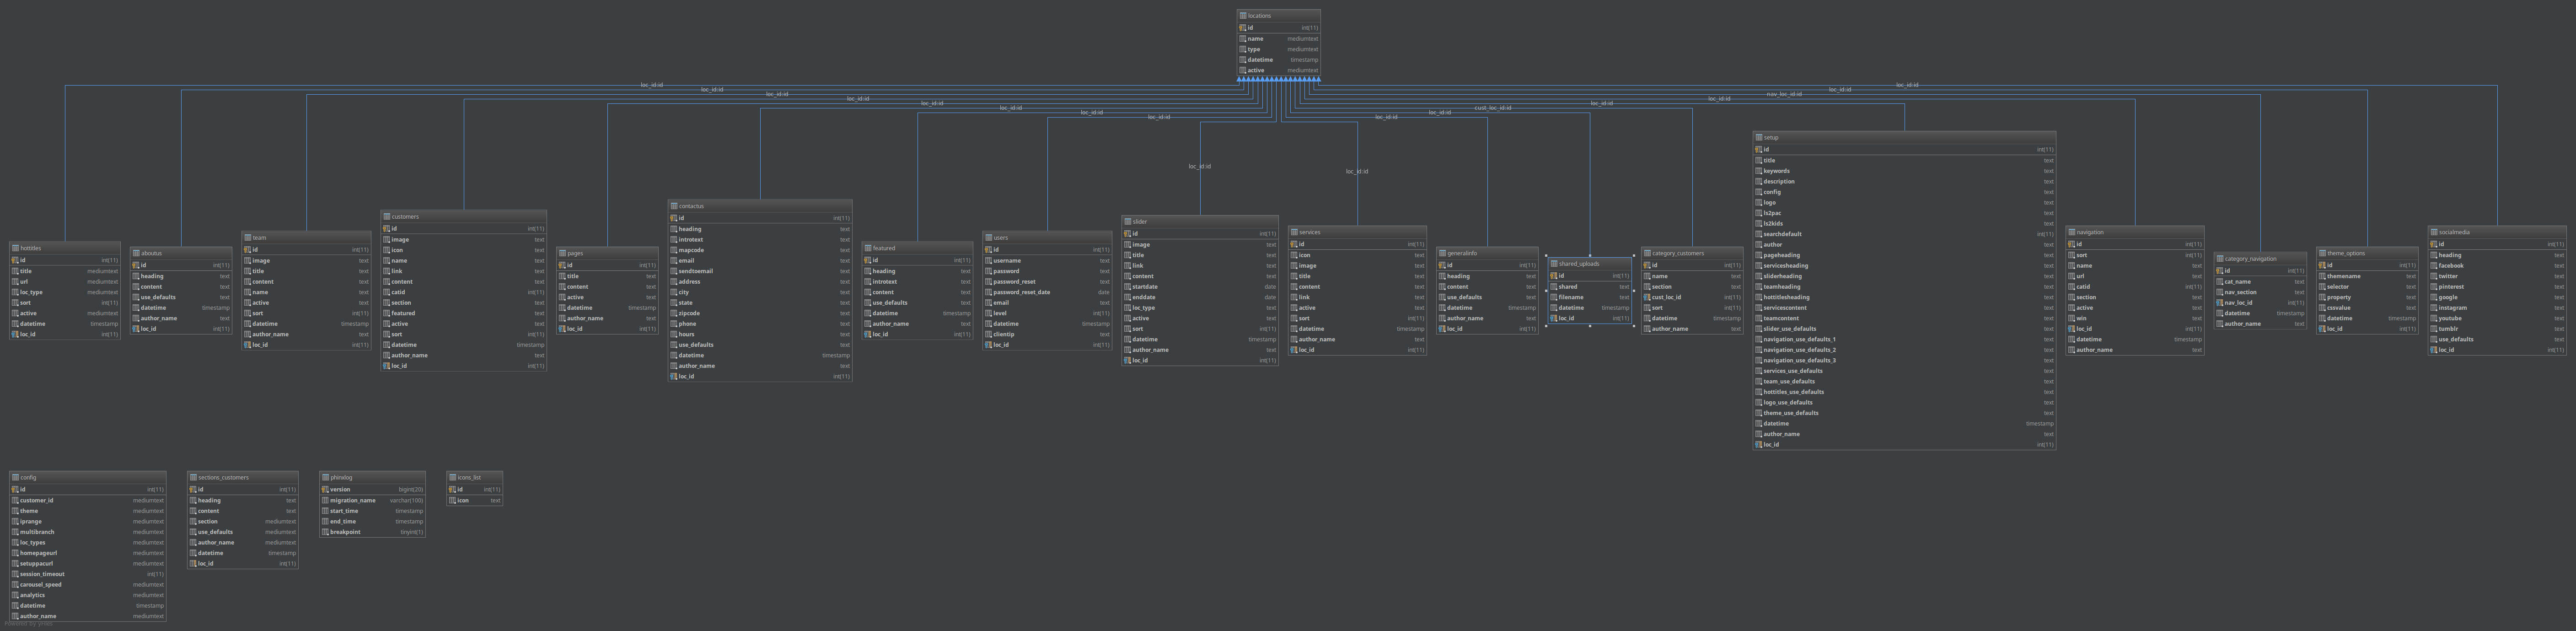 locations
id int(11)
name mediumtext
type mediumtext
datetime timestamp
active mediumtext
loc_id:id
loc_id:id
loc_id:id
loc_id:id
loc_id:id
loc_id:id
loc_id:id
loc_id:id
loc_id:id
loc_id:id
loc_id:id
loc_id:id
cust_loc_id:id
loc_id:id
loc_id:id
nav_loc_id:id
loc_id:id
loc_id:id
hottitles
id int(11)
title mediumtext
url mediumtext
loc_type mediumtext
sort int(11)
active mediumtext
datetime timestamp
loc_id int(11)
aboutus
id int(11)
heading text
content text
use_defaults text
datetime timestamp
author_name text
loc_id int(11)
team
id int(11)
image text
title text
content text
name text
active text
sort int(11)
datetime timestamp
author_name text
loc_id int(11)
customers
id int(11)
image text
icon text
name text
link text
content text
catid int(11)
section text
featured text
active text
sort int(11)
datetime timestamp
author_name text
loc_id int(11)
pages
id int(11)
title text
content text
active text
datetime timestamp
author_name text
loc_id int(11)
contactus
id int(11)
heading text
introtext text
mapcode text
email text
sendtoemail text
address text
city text
state text
zipcode text
phone text
hours text
use_defaults text
datetime timestamp
author_name text
loc_id int(11)
featured
id int(11)
heading text
introtext text
content text
use_defaults text
datetime timestamp
author_name text
loc_id int(11)
users
id int(11)
username text
password text
password_reset text
password_reset_date date
email text
level int(11)
datetime timestamp
clientip text
loc_id int(11)
slider
id int(11)
image text
title text
link text
content text
startdate date
enddate date
loc_type text
active text
sort int(11)
datetime timestamp
author_name text
loc_id int(11)
services
id int(11)
icon text
image text
title text
content text
link text
active text
sort int(11)
datetime timestamp
author_name text
loc_id int(11)
generalinfo
id int(11)
heading text
content text
use_defaults text
datetime timestamp
author_name text
loc_id int(11)
shared_uploads
id int(11)
shared text
filename text
datetime timestamp
loc_id int(11)
category_customers
id int(11)
name text
section text
cust_loc_id int(11)
sort int(11)
datetime timestamp
author_name text
setup
id int(11)
title text
keywords text
description text
config text
logo text
ls2pac text
ls2kids text
searchdefault int(11)
author text
pageheading text
servicesheading text
sliderheading text
teamheading text
hottitlesheading text
servicescontent text
teamcontent text
slider_use_defaults text
navigation_use_defaults_1 text
navigation_use_defaults_2 text
navigation_use_defaults_3 text
services_use_defaults text
team_use_defaults text
hottitles_use_defaults text
logo_use_defaults text
theme_use_defaults text
datetime timestamp
author_name text
loc_id int(11)
navigation
id int(11)
sort int(11)
name text
url text
catid int(11)
section text
active text
win text
loc_id int(11)
datetime timestamp
author_name text
category_navigation
id int(11)
cat_name text
nav_section text
nav_loc_id int(11)
datetime timestamp
author_name text
theme_options
id int(11)
themename text
selector text
property text
cssvalue text
datetime timestamp
loc_id int(11)
socialmedia
id int(11)
heading text
facebook text
twitter text
pinterest text
google text
instagram text
youtube text
tumblr text
use_defaults text
loc_id int(11)
config
id int(11)
customer_id mediumtext
theme mediumtext
iprange mediumtext
multibranch mediumtext
loc_types mediumtext
homepageurl mediumtext
setuppacurl mediumtext
session_timeout int(11)
carousel_speed mediumtext
analytics mediumtext
datetime timestamp
author_name mediumtext
sections_customers
id int(11)
heading text
content text
section mediumtext
use_defaults mediumtext
author_name mediumtext
datetime timestamp
loc_id int(11)
phinxlog
version bigint(20)
migration_name varchar(100)
start_time timestamp
end_time timestamp
breakpoint tinyint(1)
icons_list
id int(11)
icon text
Powered by yFiles